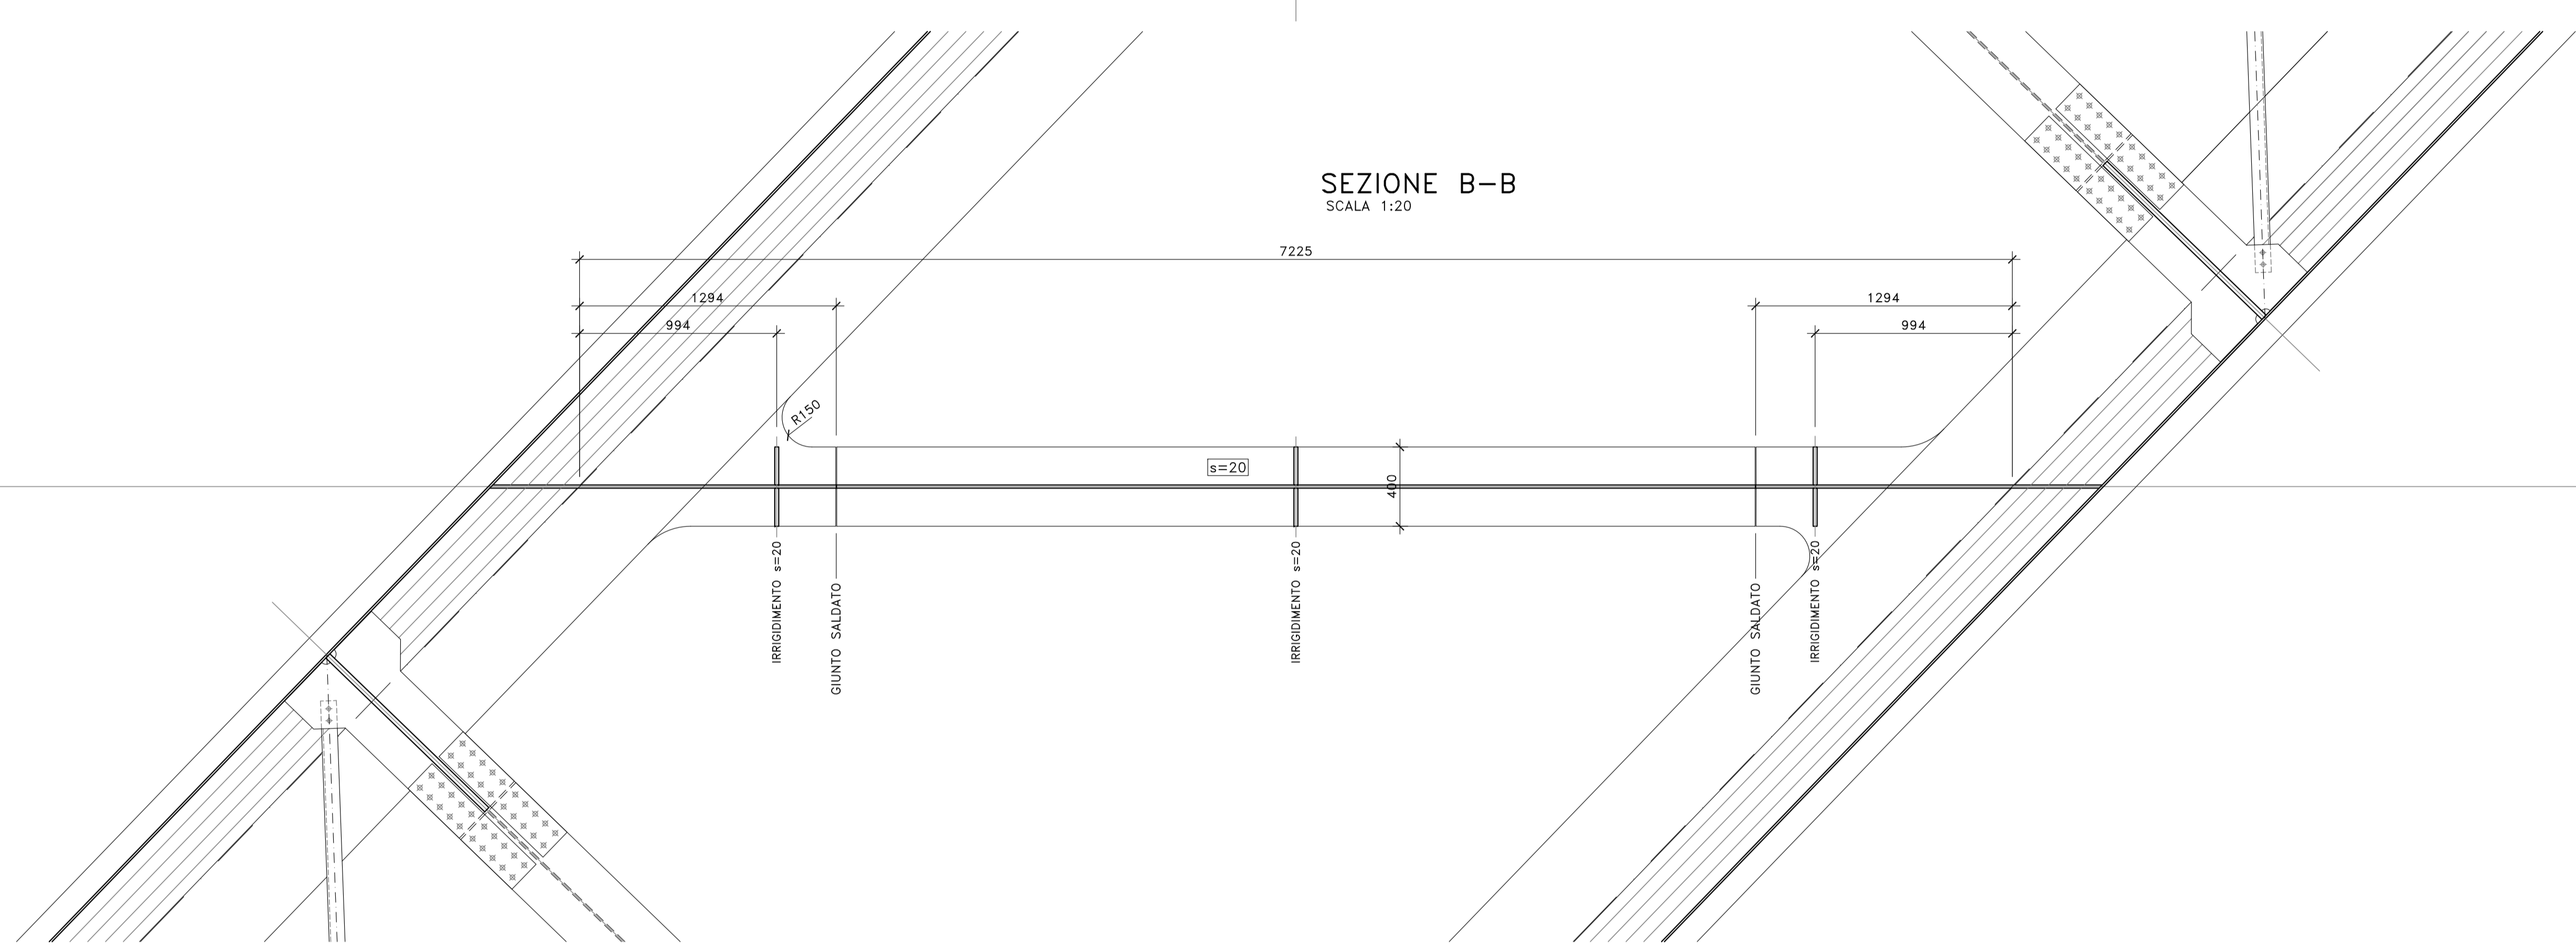 SEZIONE B-B
SCALA 1:20
7225
1294
1294
994
994
R150
s=20
400
IRRIGIDIMENTO s=20
GIUNTO SALDATO
IRRIGIDIMENTO s=20
GIUNTO SALDATO
IRRIGIDIMENTO s=20